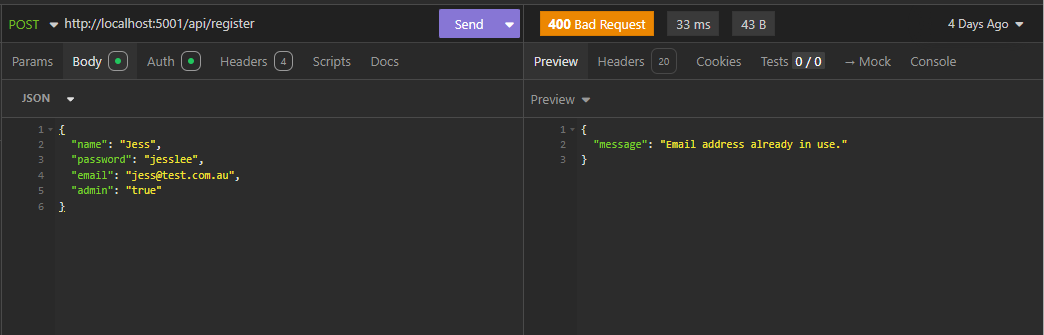 POST http://localhost:5001/api/register Send 400 Bad Request 33 ms 43 B 4 Days Ago
Params Body Auth Headers 4 Scripts Docs Preview Headers 20 Cookies Tests 0 / 0 → Mock Console
JSON Preview
1 { 1 {
2 "name": "Jess", 2 "message": "Email address already in use."
3 "password": "jesslee", 3 }
4 "email": "jess@test.com.au",
5 "admin": "true"
6 }